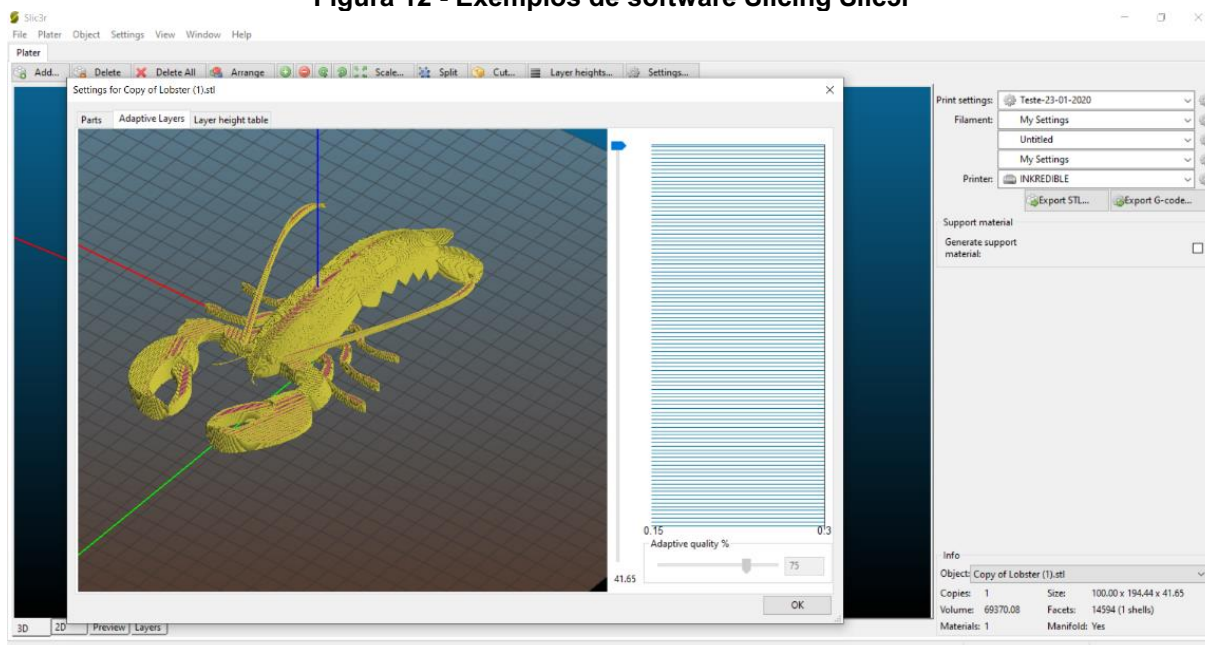 Figura 12 - Exemplos de software Slicing Slic3r
Slic3r
File Plater Object Settings View Window Help
Plater
Add... Delete Delete All Arrange Scale... Split Cut... Layer heights... Settings...
Settings for Copy of Lobster (1).stl
Parts Adaptive Layers Layer height table
0.15 0.3
Adaptive quality %
75
41.65
OK
3D 2D Preview Layers
Print settings: Teste-23-01-2020
Filament: My Settings
Untitled
My Settings
Printer: INKREDIBLE
Export STL... Export G-code...
Support material
Generate support
material:
Info
Object: Copy of Lobster (1).stl
Copies: 1 Size: 100.00 x 194.44 x 41.65
Volume: 69370.08 Facets: 14594 (1 shells)
Materials: 1 Manifold: Yes